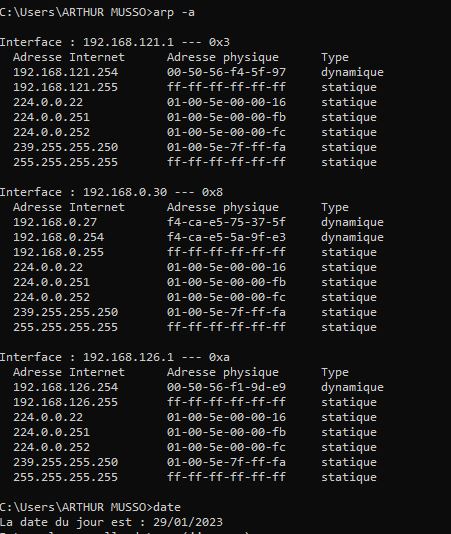 C:\Users\ARTHUR MUSSO>arp -a
Interface : 192.168.121.1 --- 0x3
Adresse Internet Adresse physique Type
192.168.121.254 00-50-56-f4-5f-97 dynamique
192.168.121.255 ff-ff-ff-ff-ff-ff statique
224.0.0.22 01-00-5e-00-00-16 statique
224.0.0.251 01-00-5e-00-00-fb statique
224.0.0.252 01-00-5e-00-00-fc statique
239.255.255.250 01-00-5e-7f-ff-fa statique
255.255.255.255 ff-ff-ff-ff-ff-ff statique
Interface : 192.168.0.30 --- 0x8
Adresse Internet Adresse physique Type
192.168.0.27 f4-ca-e5-75-37-5f dynamique
192.168.0.254 f4-ca-e5-5a-9f-e3 dynamique
192.168.0.255 ff-ff-ff-ff-ff-ff statique
224.0.0.22 01-00-5e-00-00-16 statique
224.0.0.251 01-00-5e-00-00-fb statique
224.0.0.252 01-00-5e-00-00-fc statique
239.255.255.250 01-00-5e-7f-ff-fa statique
255.255.255.255 ff-ff-ff-ff-ff-ff statique
Interface : 192.168.126.1 --- 0xa
Adresse Internet Adresse physique Type
192.168.126.254 00-50-56-f1-9d-e9 dynamique
192.168.126.255 ff-ff-ff-ff-ff-ff statique
224.0.0.22 01-00-5e-00-00-16 statique
224.0.0.251 01-00-5e-00-00-fb statique
224.0.0.252 01-00-5e-00-00-fc statique
239.255.255.250 01-00-5e-7f-ff-fa statique
255.255.255.255 ff-ff-ff-ff-ff-ff statique
C:\Users\ARTHUR MUSSO>date
La date du jour est : 29/01/2023